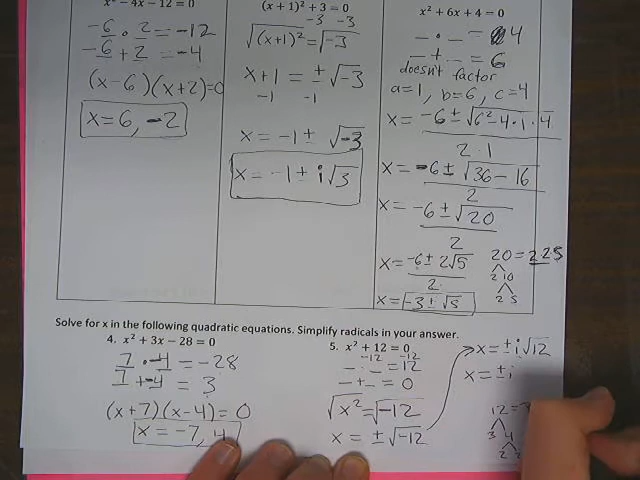 x² - 4x - 12 = 0
-6 · 2 = -12
-6 + 2 = -4
(x-6)(x+2)=0
x = 6, -2
(x + 1)² + 3 = 0
-3 -3
√(x+1)² = √-3
x+1 = ± √-3
-1 -1
x = -1 ± √-3
x = -1 ± i√3
x² + 6x + 4 = 0
_ · _ = 4
_ + _ = 6
doesn't factor
a=1, b=6, c=4
x = -6 ± √6²-4·1·4
2·1
x = -6 ± √36-16
2
x = -6 ± √20
2
x = -6 ± 2√5
2
20 = 2·2·5
2 10
2 5
x = -3 ± √5
Solve for x in the following quadratic equations. Simplify radicals in your answer.
4. x² + 3x − 28 = 0
7 · -4 = -28
7 + -4 = 3
(x+7)(x-4) = 0
x = -7, 4
5. x² + 12 = 0
-12 -12
_ · _ = 12
_ + _ = 0
√x² = √-12
x = ± √-12
x = ± i√12
x = ± i
12 =
3 4
2